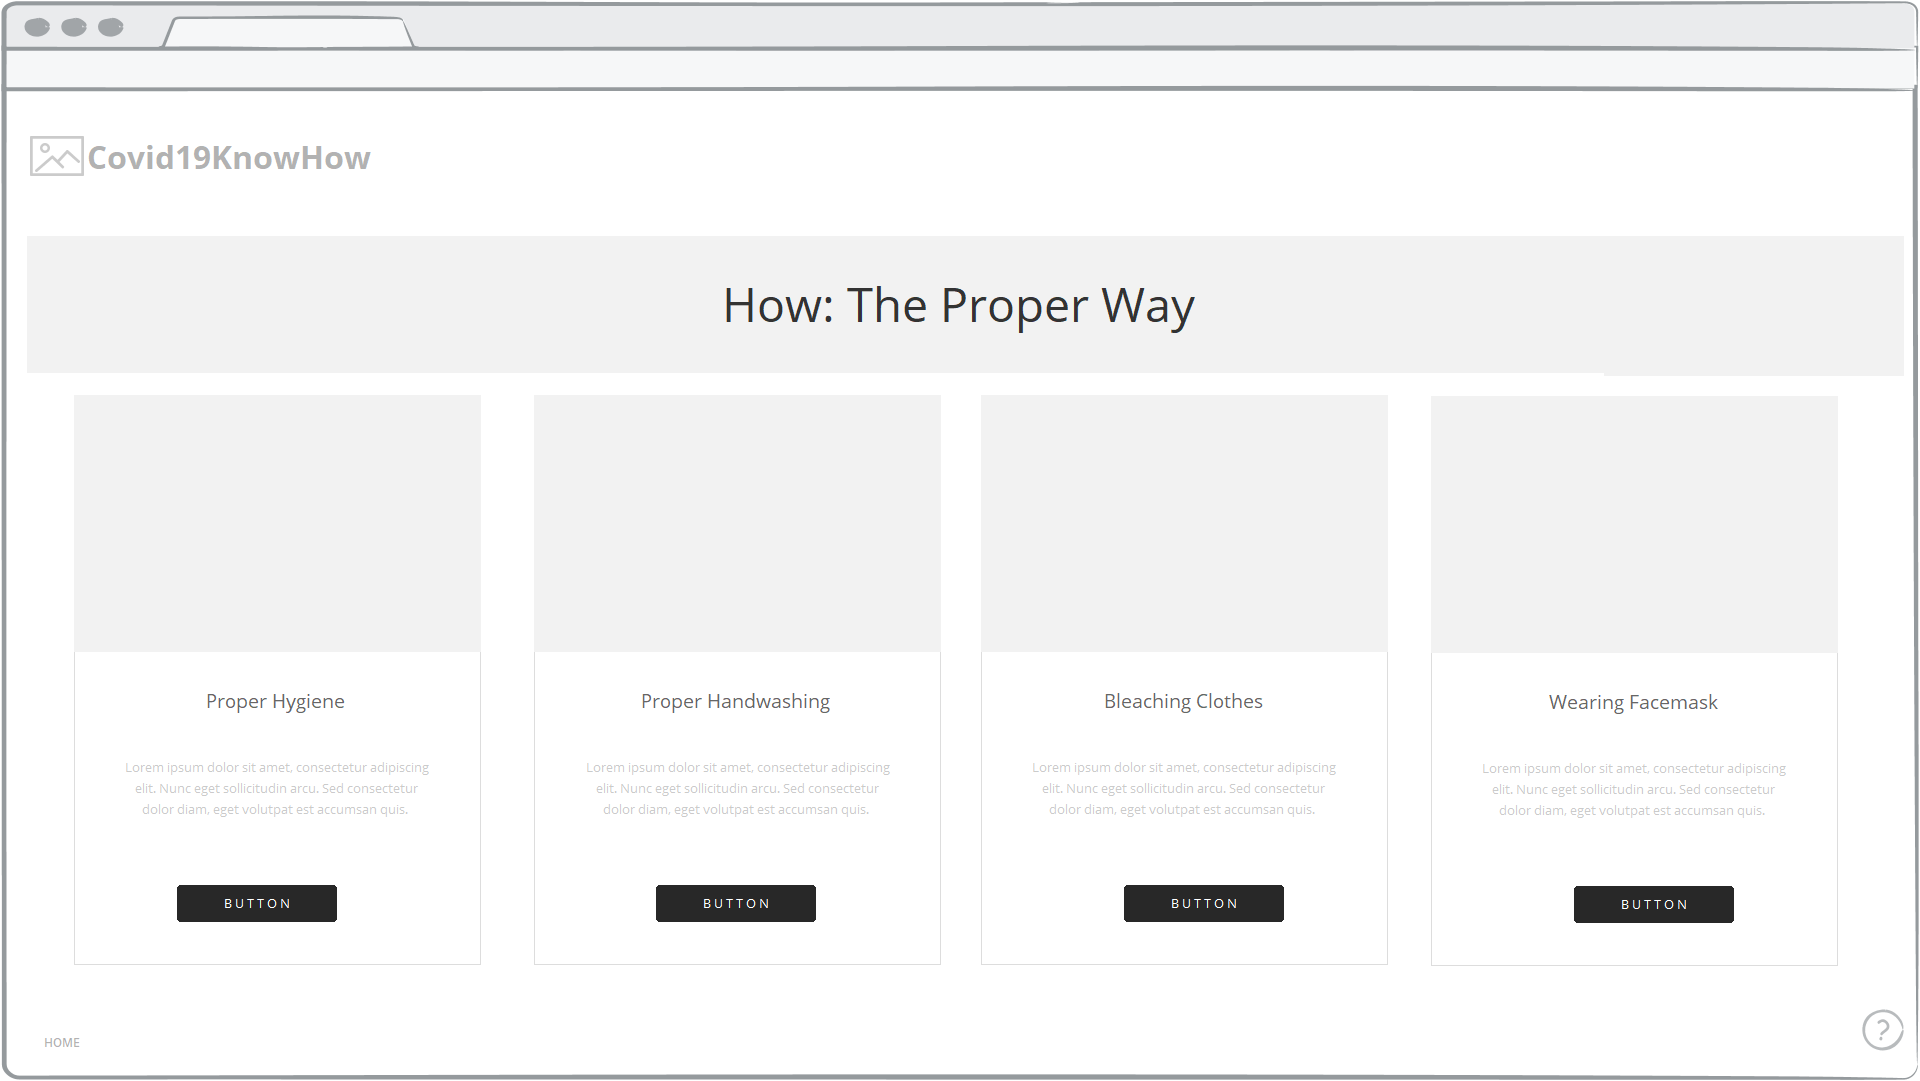 Covid19KnowHow
How: The Proper Way
Proper Hygiene
Lorem ipsum dolor sit amet, consectetur adipiscing
elit. Nunc eget sollicitudin arcu. Sed consectetur
dolor diam, eget volutpat est accumsan quis.
BUTTON
Proper Handwashing
Lorem ipsum dolor sit amet, consectetur adipiscing
elit. Nunc eget sollicitudin arcu. Sed consectetur
dolor diam, eget volutpat est accumsan quis.
BUTTON
Bleaching Clothes
Lorem ipsum dolor sit amet, consectetur adipiscing
elit. Nunc eget sollicitudin arcu. Sed consectetur
dolor diam, eget volutpat est accumsan quis.
BUTTON
Wearing Facemask
Lorem ipsum dolor sit amet, consectetur adipiscing
elit. Nunc eget sollicitudin arcu. Sed consectetur
dolor diam, eget volutpat est accumsan quis.
BUTTON
HOME
?